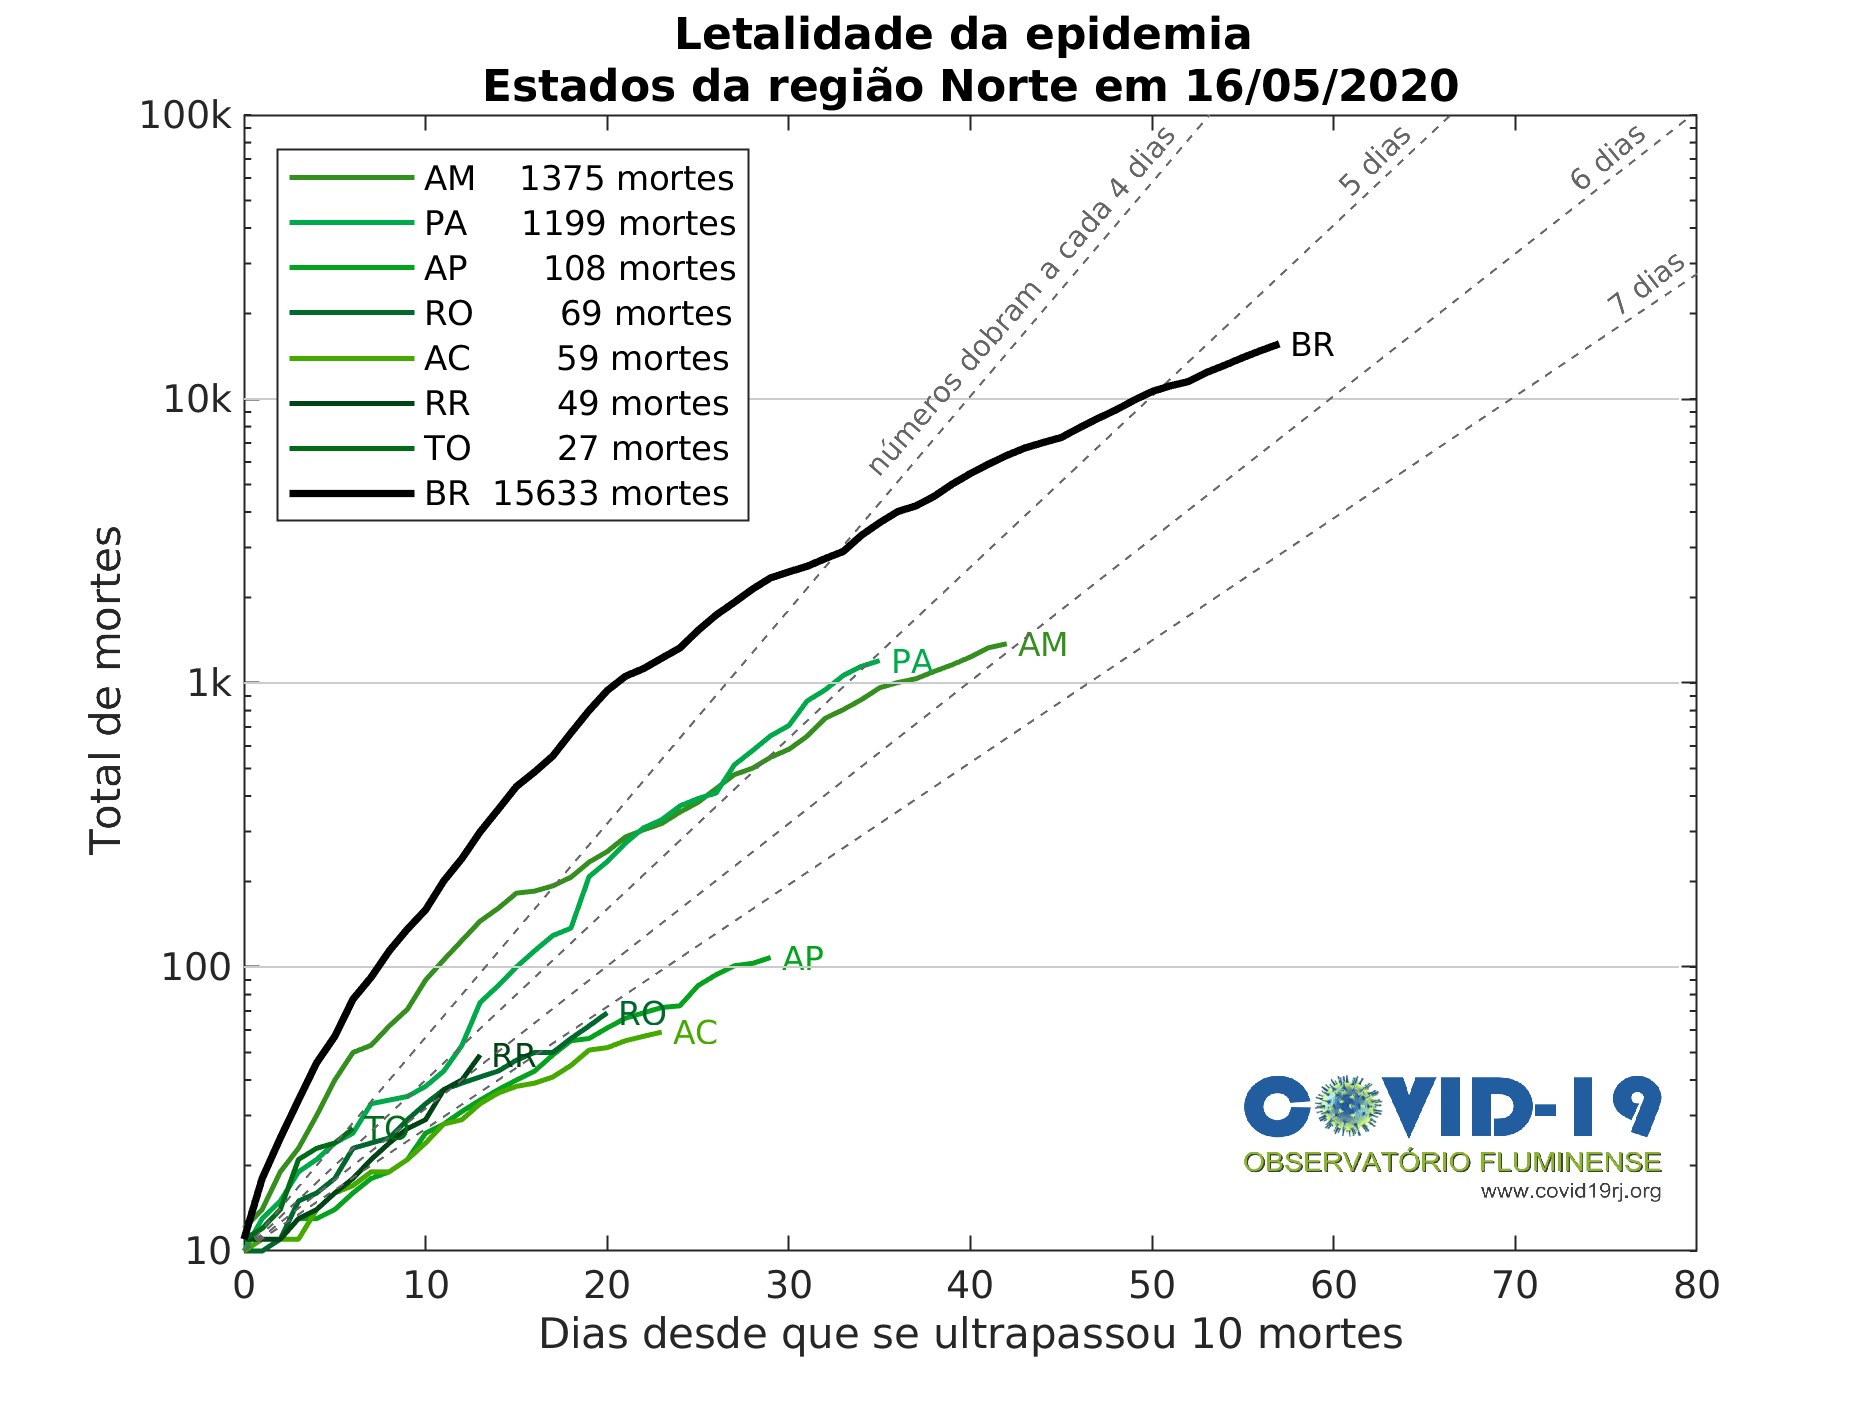 Letalidade da epidemia
Estados da região Norte em 16/05/2020
100k
10k
1k
100
10
Total de mortes
AM 1375 mortes
PA 1199 mortes
AP 108 mortes
RO 69 mortes
AC 59 mortes
RR 49 mortes
TO 27 mortes
BR 15633 mortes
números dobram a cada 4 dias
5 dias
6 dias
7 dias
BR
AM
PA
AP
RO
AC
RR
TO
COVID-19
OBSERVATÓRIO FLUMINENSE
www.covid19rj.org
0 10 20 30 40 50 60 70 80
Dias desde que se ultrapassou 10 mortes